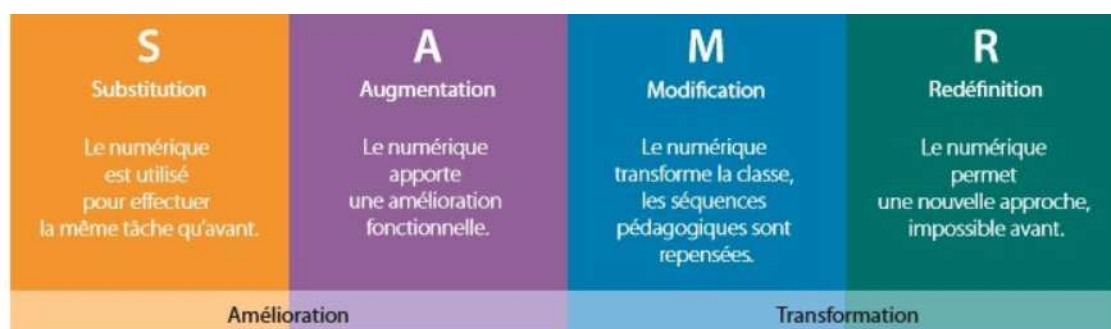 S
Substitution
Le numérique
est utilisé
pour effectuer
la même tâche qu'avant.
A
Augmentation
Le numérique
apporte
une amélioration
fonctionnelle.
M
Modification
Le numérique
transforme la classe,
les séquences
pédagogiques sont
repensées.
R
Redéfinition
Le numérique
permet
une nouvelle approche,
impossible avant.
Amélioration
Transformation